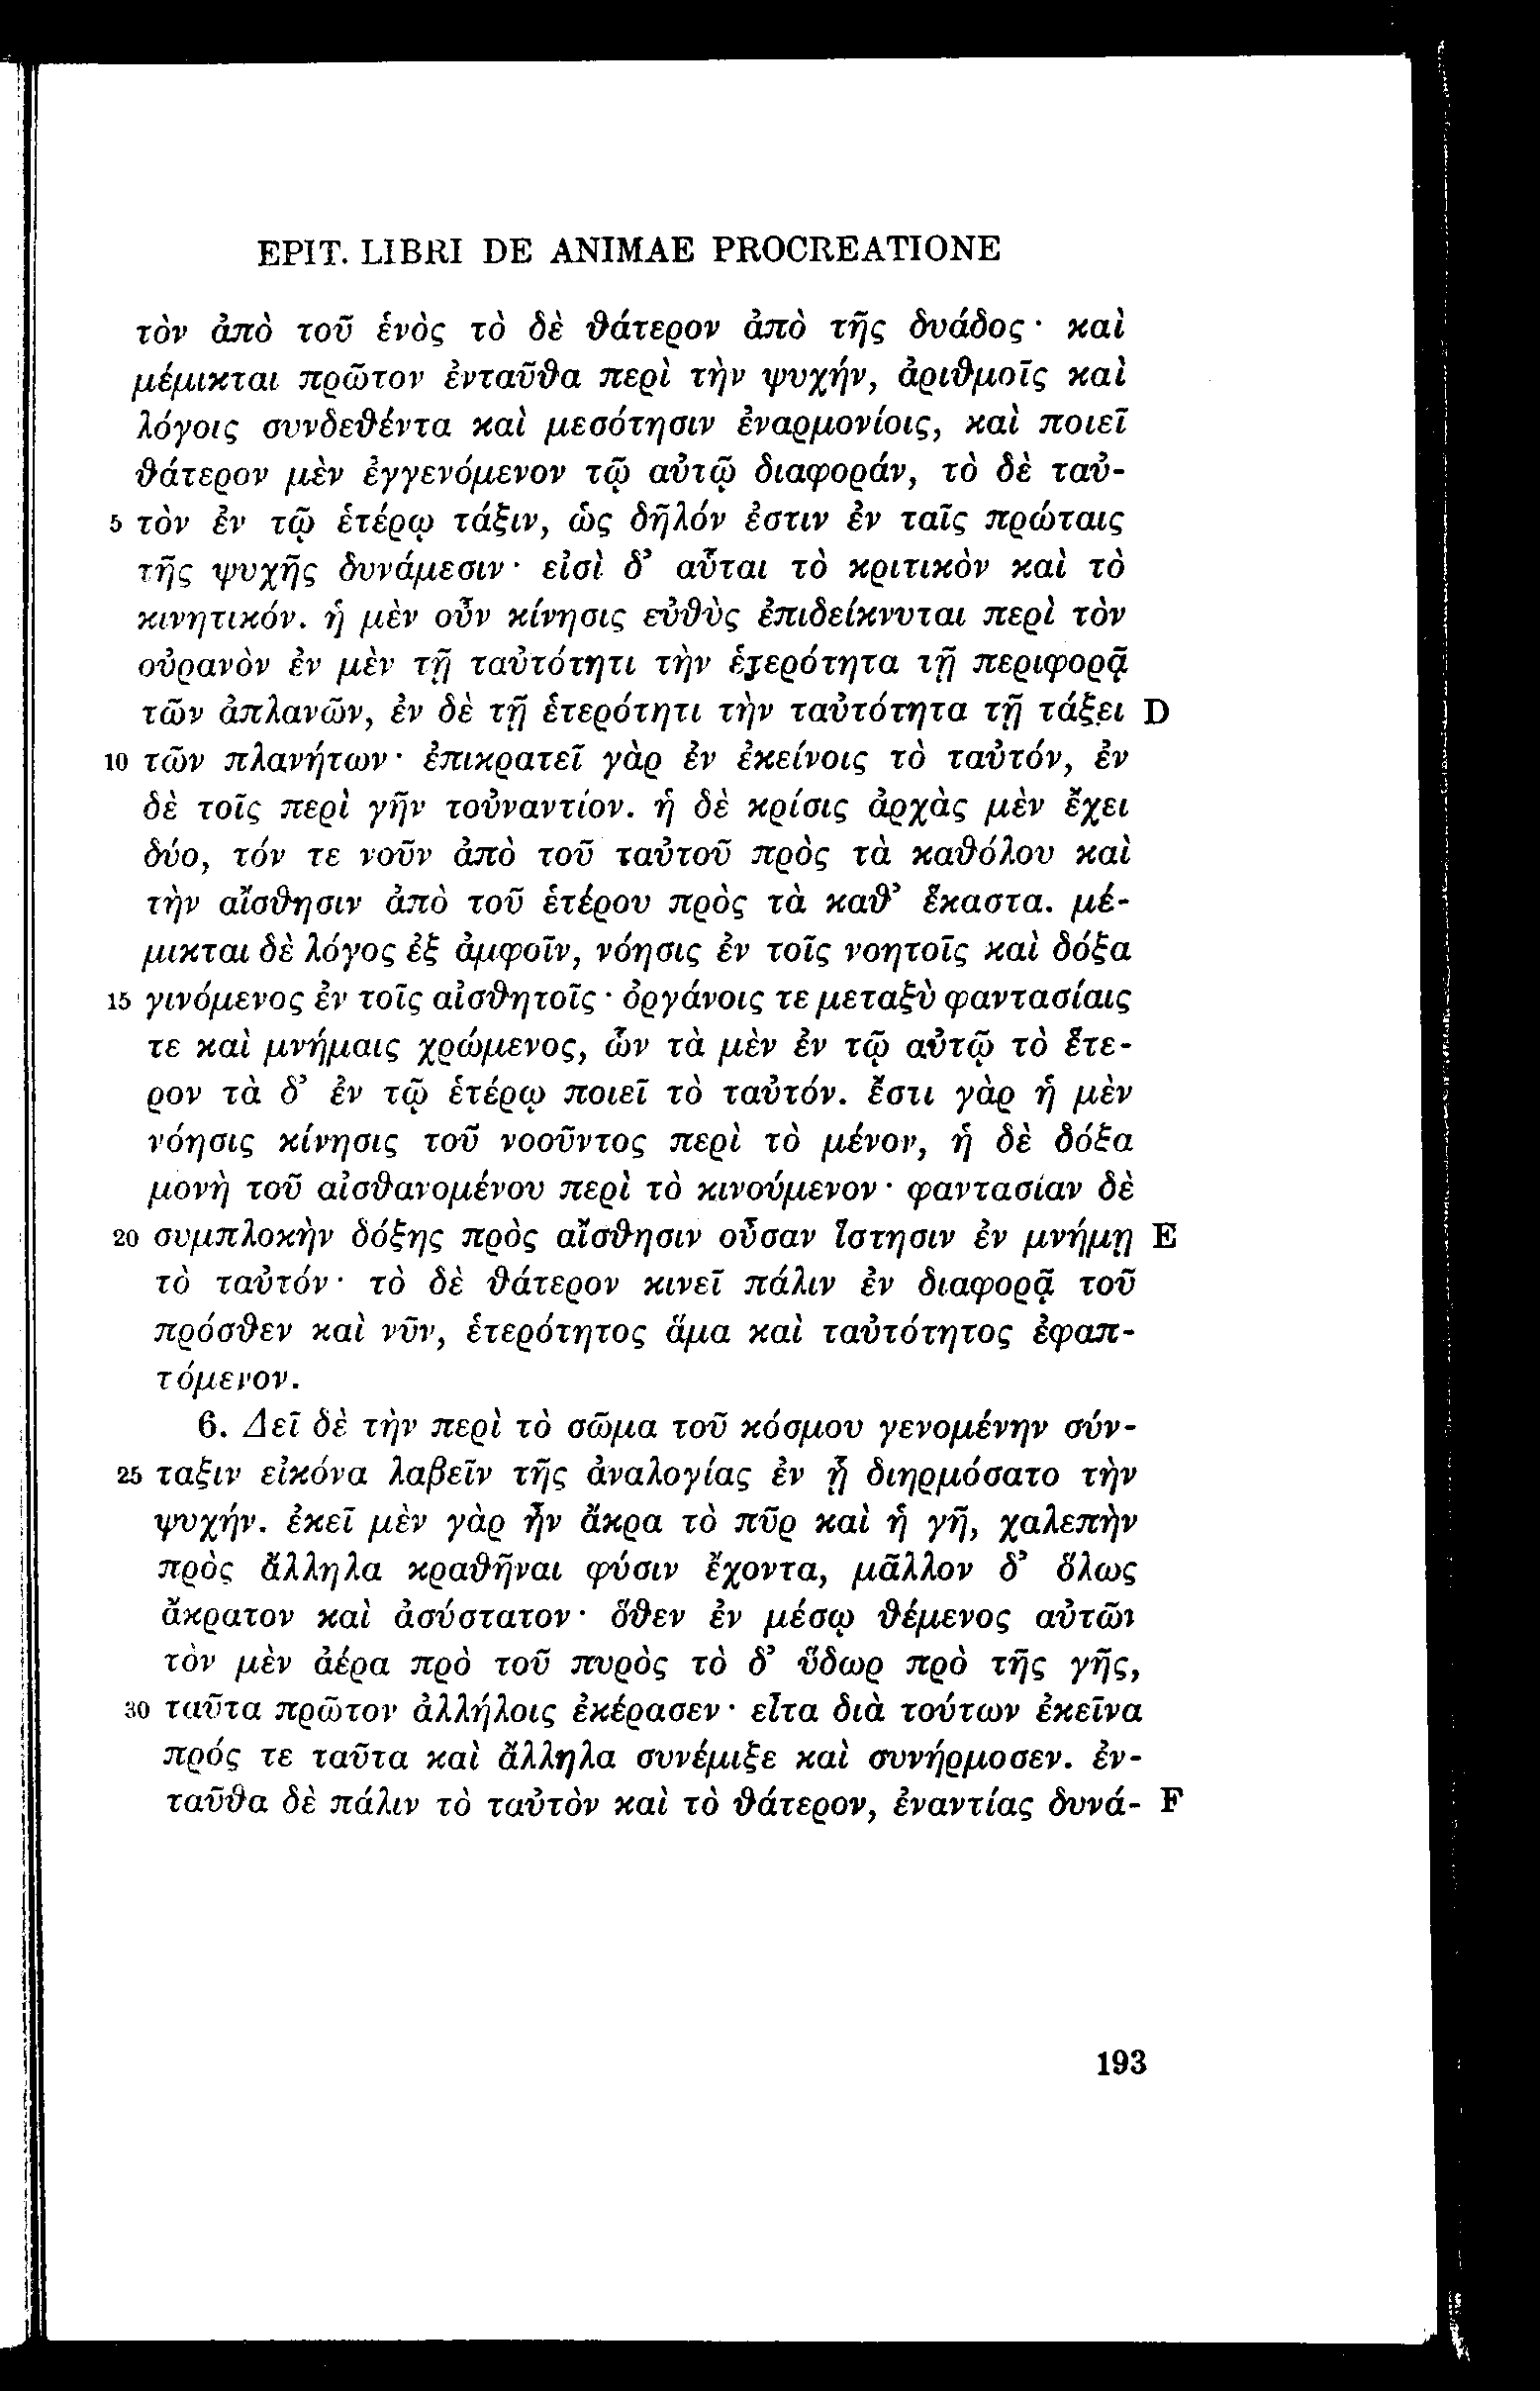 EPIT. LIBRI DE ANIMAE PROCREATIONE
τὸν ἀπὸ τοῦ ἑνὸς τὸ δὲ θάτερον ἀπὸ τῆς δυάδος· καὶ
μέμικται πρῶτον ἐνταῦθα περὶ τὴν ψυχήν, ἀριθμοῖς καὶ
λόγοις συνδεθέντα καὶ μεσότησιν ἐναρμονίοις, καὶ ποιεῖ
θάτερον μὲν ἐγγενόμενον τῷ αὐτῷ διαφοράν, τὸ δὲ ταὐ-
5 τὸν ἐν τῷ ἑτέρῳ τάξιν, ὡς δῆλόν ἐστιν ἐν ταῖς πρώταις
τῆς ψυχῆς δυνάμεσιν· εἰσὶ δ’ αὗται τὸ κριτικὸν καὶ τὸ
κινητικόν. ἡ μὲν οὖν κίνησις εὐθὺς ἐπιδείκνυται περὶ τὸν
οὐρανὸν ἐν μὲν τῇ ταὐτότητι τὴν ἑτερότητα τῇ περιφορᾷ
τῶν ἀπλανῶν, ἐν δὲ τῇ ἑτερότητι τὴν ταὐτότητα τῇ τάξει D
10 τῶν πλανήτων· ἐπικρατεῖ γὰρ ἐν ἐκείνοις τὸ ταὐτόν, ἐν
δὲ τοῖς περὶ γῆν τοὐναντίον. ἡ δὲ κρίσις ἀρχὰς μὲν ἔχει
δύο, τόν τε νοῦν ἀπὸ τοῦ ταὐτοῦ πρὸς τὰ καθόλου καὶ
τὴν αἴσθησιν ἀπὸ τοῦ ἑτέρου πρὸς τὰ καθ’ ἕκαστα. μέ-
μικται δὲ λόγος ἐξ ἀμφοῖν, νόησις ἐν τοῖς νοητοῖς καὶ δόξα
15 γινόμενος ἐν τοῖς αἰσθητοῖς· ὀργάνοις τε μεταξὺ φαντασίαις
τε καὶ μνήμαις χρώμενος, ὧν τὰ μὲν ἐν τῷ αὐτῷ τὸ ἕτε-
ρον τὰ δ’ ἐν τῷ ἑτέρῳ ποιεῖ τὸ ταὐτόν. ἔστι γὰρ ἡ μὲν
νόησις κίνησις τοῦ νοοῦντος περὶ τὸ μένον, ἡ δὲ δόξα
μονὴ τοῦ αἰσθανομένου περὶ τὸ κινούμενον· φαντασίαν δὲ
20 συμπλοκὴν δόξης πρὸς αἴσθησιν οὖσαν ἵστησιν ἐν μνήμῃ E
τὸ ταὐτόν· τὸ δὲ θάτερον κινεῖ πάλιν ἐν διαφορᾷ τοῦ
πρόσθεν καὶ νῦν, ἑτερότητος ἅμα καὶ ταὐτότητος ἐφαπ-
τόμενον.
6. Δεῖ δὲ τὴν περὶ τὸ σῶμα τοῦ κόσμου γενομένην σύν-
25 ταξιν εἰκόνα λαβεῖν τῆς ἀναλογίας ἐν ᾗ διηρμόσατο τὴν
ψυχήν. ἐκεῖ μὲν γὰρ ἦν ἄκρα τὸ πῦρ καὶ ἡ γῆ, χαλεπὴν
πρὸς ἄλληλα κραθῆναι φύσιν ἔχοντα, μᾶλλον δ’ ὅλως
ἄκρατον καὶ ἀσύστατον· ὅθεν ἐν μέσῳ θέμενος αὐτῶν
τὸν μὲν ἀέρα πρὸ τοῦ πυρὸς τὸ δ’ ὕδωρ πρὸ τῆς γῆς,
30 ταῦτα πρῶτον ἀλλήλοις ἐκέρασεν· εἶτα διὰ τούτων ἐκεῖνα
πρός τε ταῦτα καὶ ἄλληλα συνέμιξε καὶ συνήρμοσεν. ἐν-
ταῦθα δὲ πάλιν τὸ ταὐτὸν καὶ τὸ θάτερον, ἐναντίας δυνά- F
193